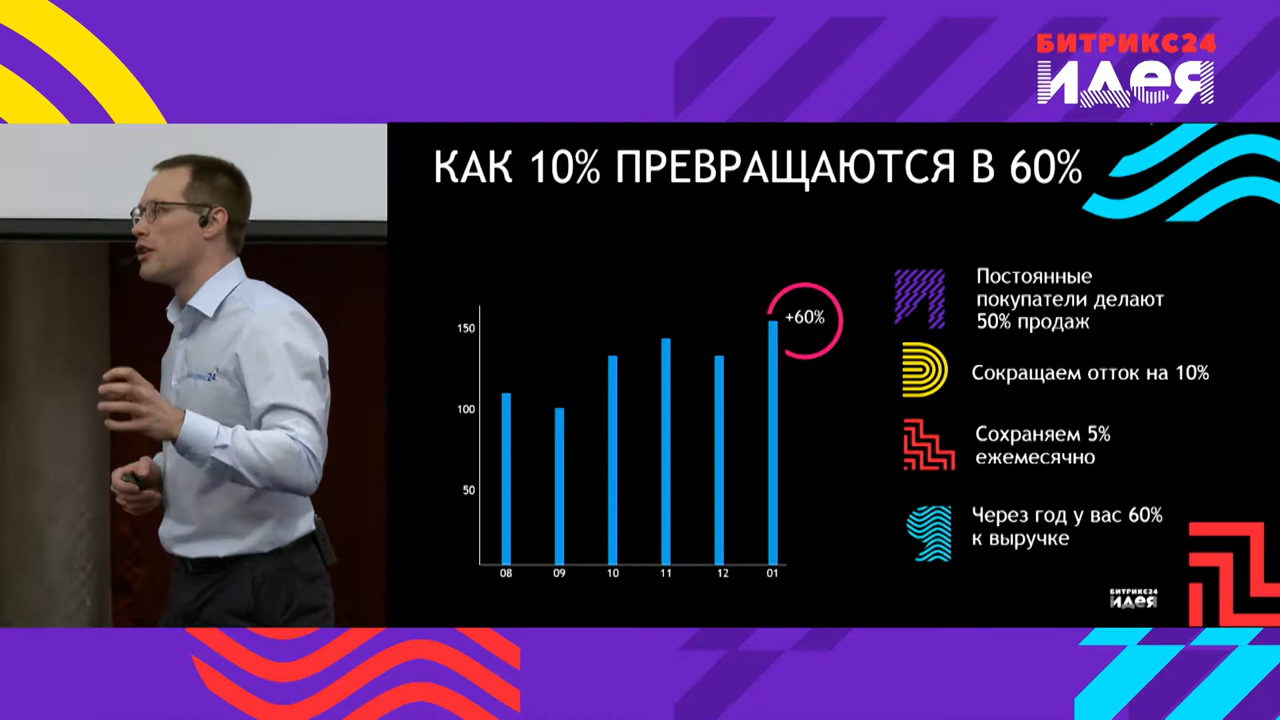 БИТРИКС24
ИДЕЯ
КАК 10% ПРЕВРАЩАЮТСЯ В 60%
150
100
50
08
09
10
11
12
01
+60%
Постоянные
покупатели делают
50% продаж
Сокращаем отток на 10%
Сохраняем 5%
ежемесячно
Через год у вас 60%
к выручке
БИТРИКС24
ИДЕЯ
24